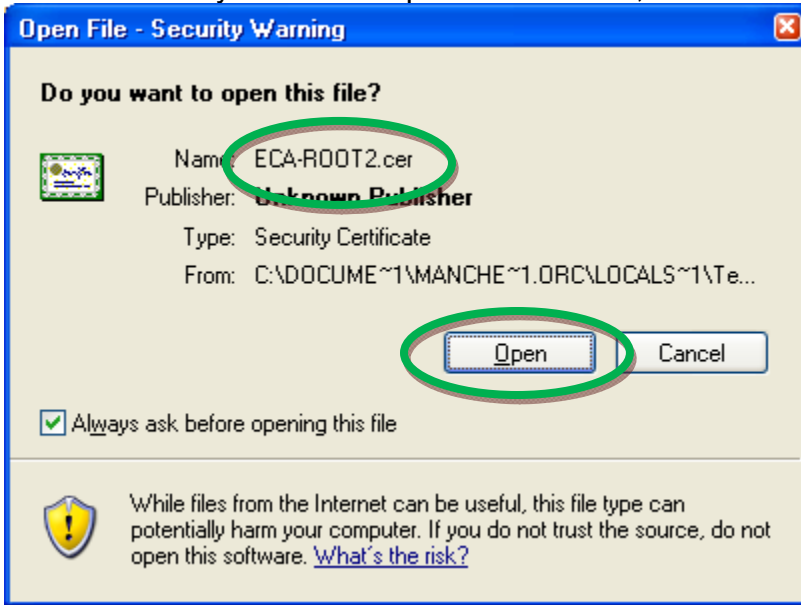 Open File - Security Warning
Do you want to open this file?
Name: ECA-ROOT2.cer
Publisher: Unknown Publisher
Type: Security Certificate
From: C:\DOCUME~1\MANCHE~1.ORC\LOCALS~1\Te...
Open Cancel
Always ask before opening this file
While files from the Internet can be useful, this file type can
potentially harm your computer. If you do not trust the source, do not
open this software. What's the risk?